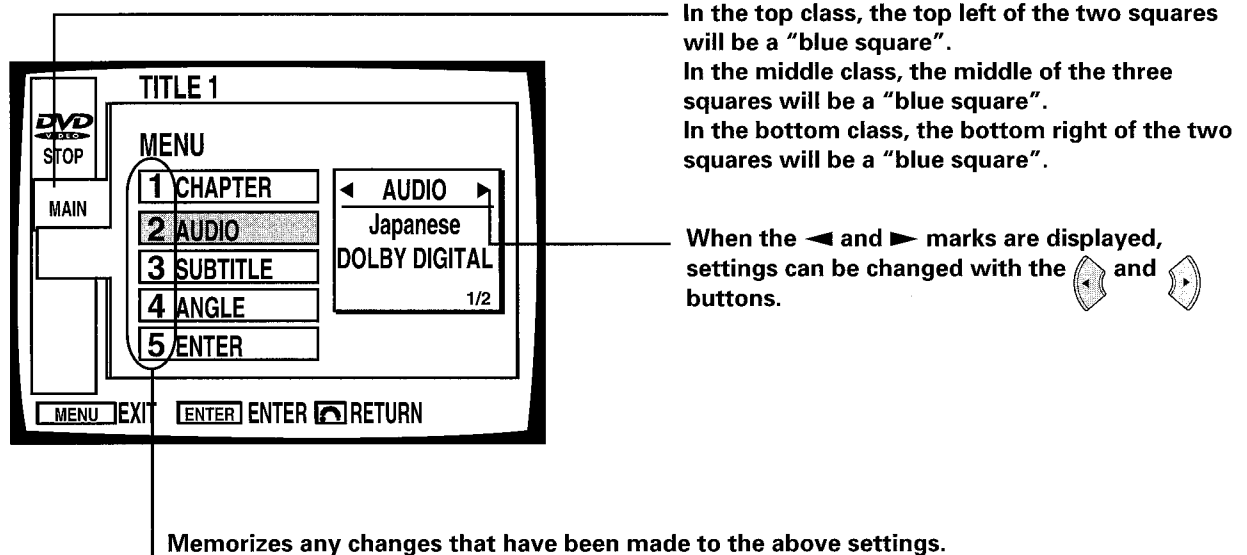 In the top class, the top left of the two squares
will be a “blue square”.
In the middle class, the middle of the three
squares will be a “blue square”.
In the bottom class, the bottom right of the two
squares will be a “blue square”.
TITLE 1
DVD
VIDEO
STOP
MENU
MAIN
1 CHAPTER
2 AUDIO
3 SUBTITLE
4 ANGLE
5 ENTER
◄ AUDIO ►
Japanese
DOLBY DIGITAL
1/2
When the ◄ and ► marks are displayed,
settings can be changed with the ◄ and ►
buttons.
MENU EXIT ENTER ENTER RETURN
Memorizes any changes that have been made to the above settings.